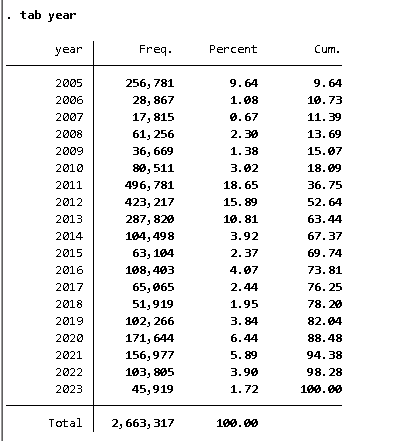 . tab year
year Freq. Percent Cum.
2005 256,781 9.64 9.64
2006 28,867 1.08 10.73
2007 17,815 0.67 11.39
2008 61,256 2.30 13.69
2009 36,669 1.38 15.07
2010 80,511 3.02 18.09
2011 496,781 18.65 36.75
2012 423,217 15.89 52.64
2013 287,820 10.81 63.44
2014 104,498 3.92 67.37
2015 63,104 2.37 69.74
2016 108,403 4.07 73.81
2017 65,065 2.44 76.25
2018 51,919 1.95 78.20
2019 102,266 3.84 82.04
2020 171,644 6.44 88.48
2021 156,977 5.89 94.38
2022 103,805 3.90 98.28
2023 45,919 1.72 100.00
Total 2,663,317 100.00